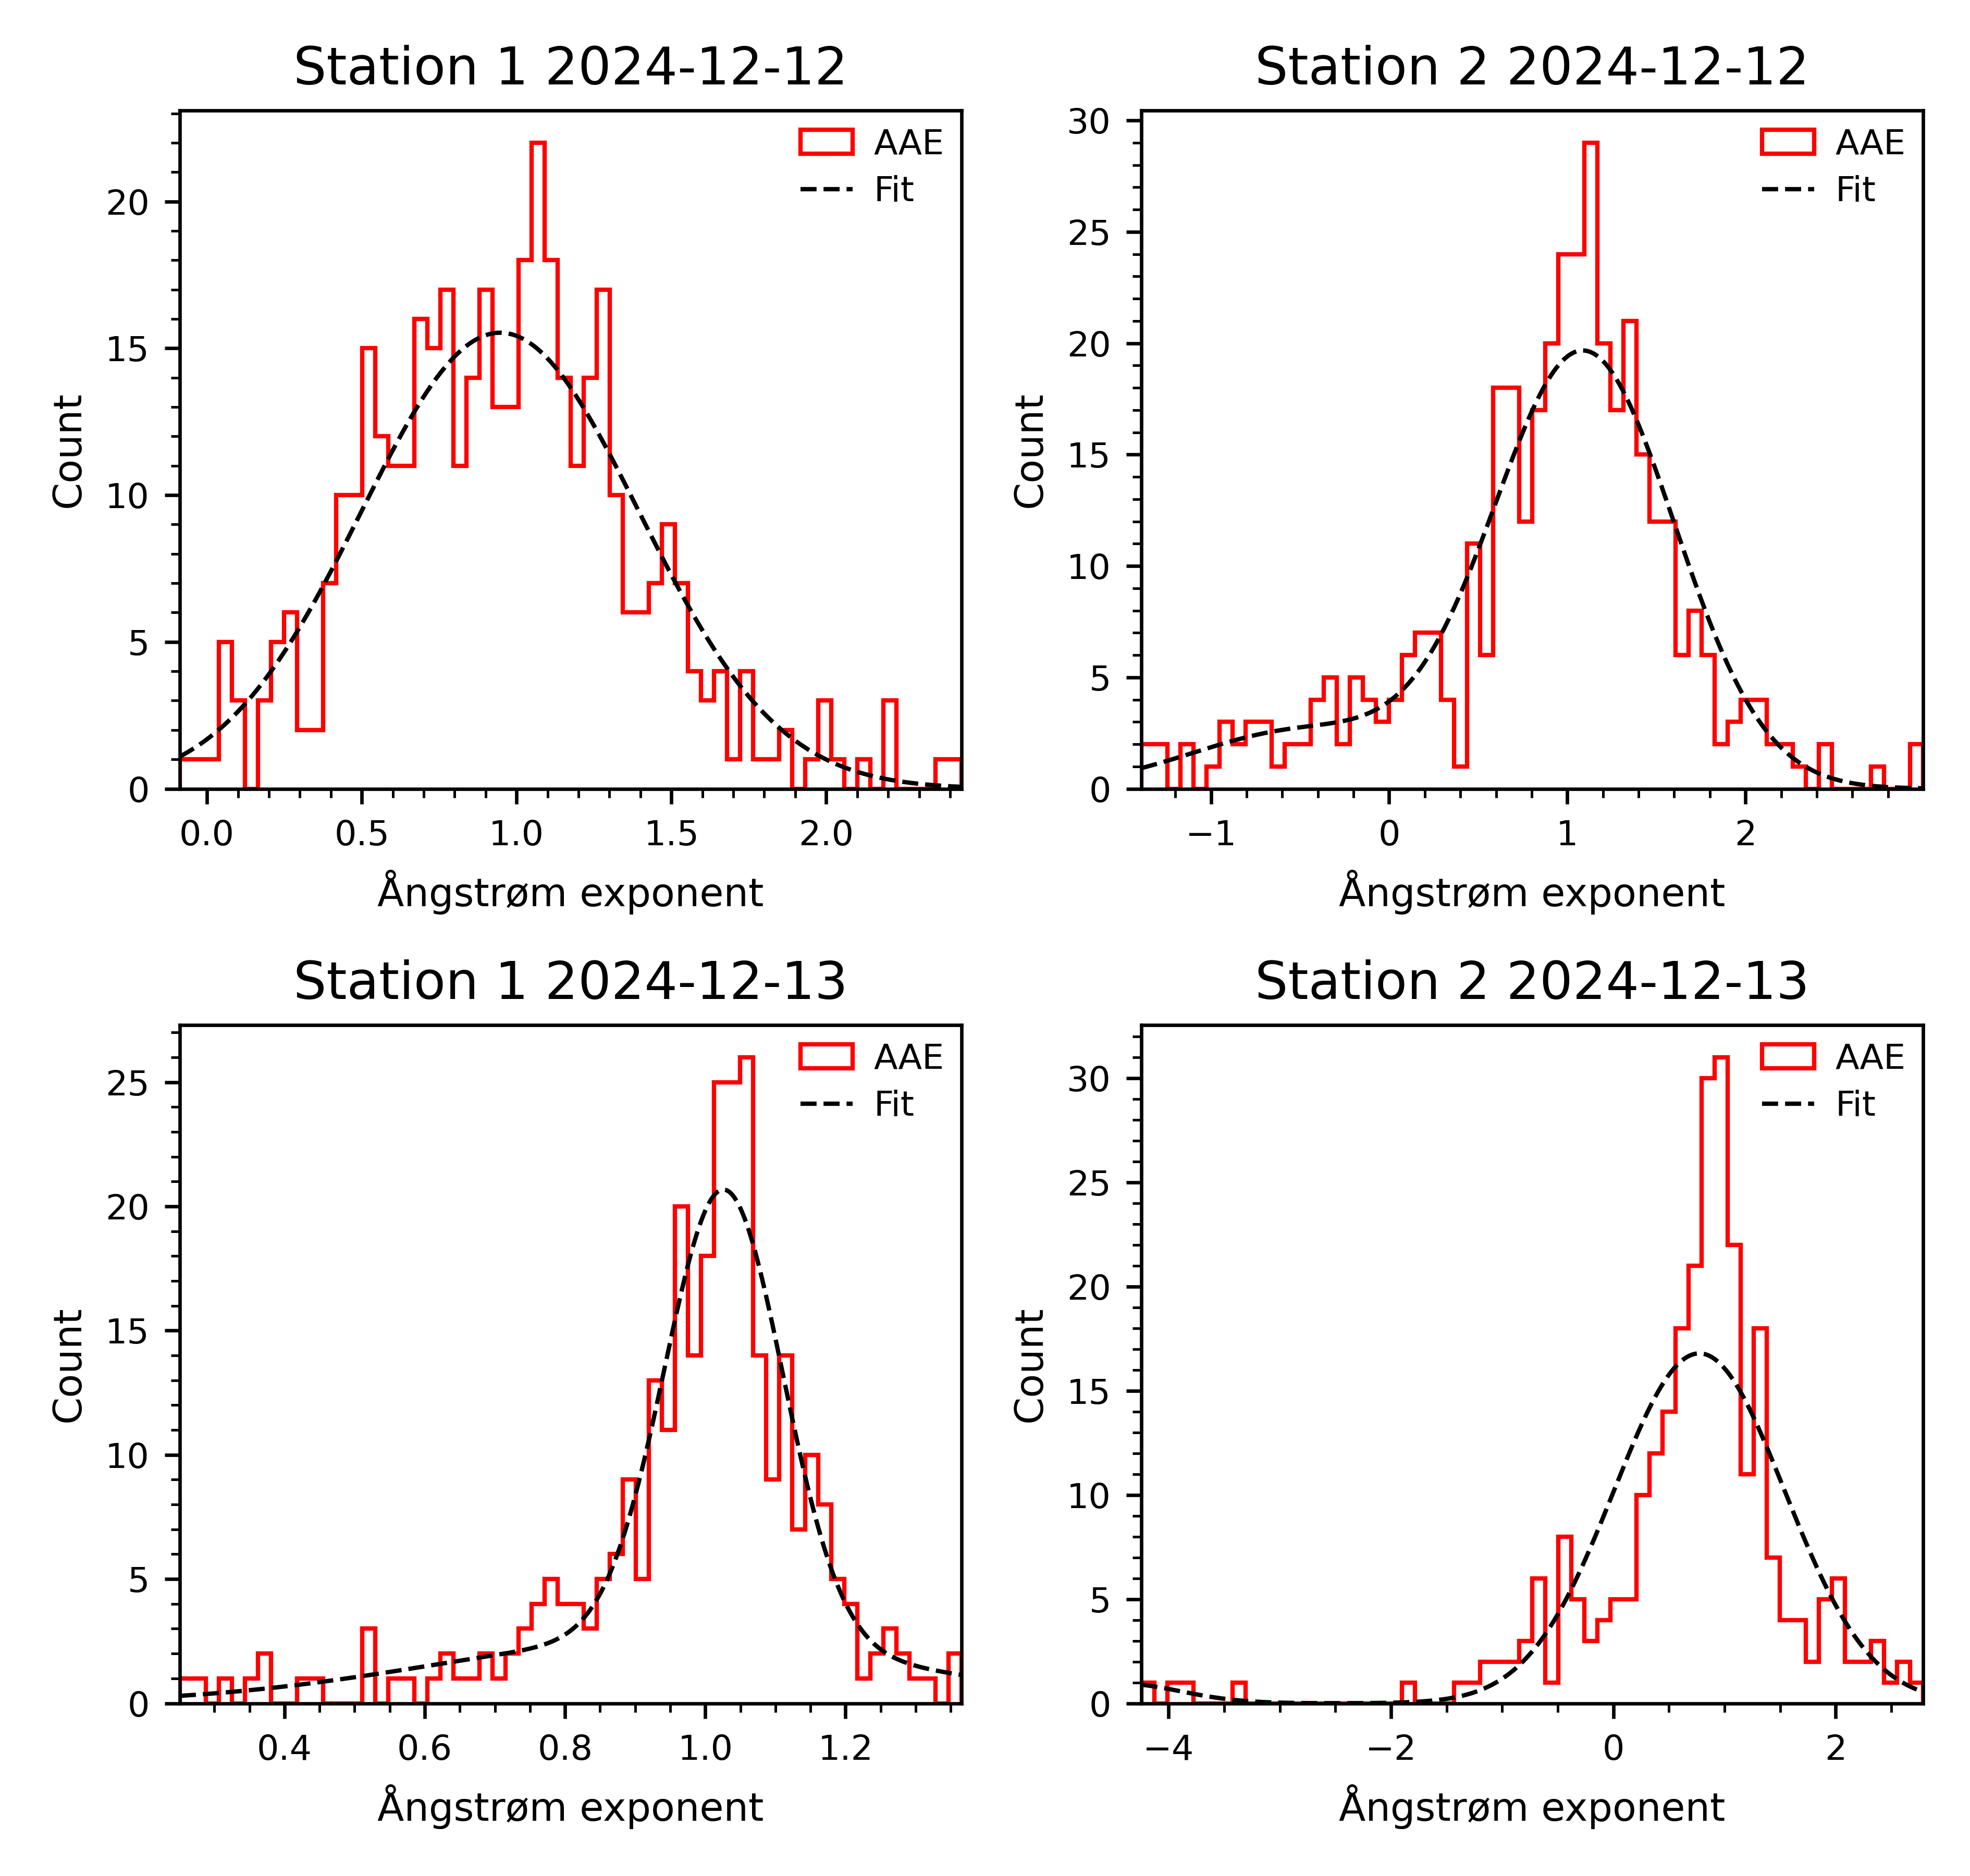 Station 1 2024-12-12
AAE
Fit
20
15
10
5
0
Count
0.0 0.5 1.0 1.5 2.0
Ångstrøm exponent
Station 2 2024-12-12
AAE
Fit
30
25
20
15
10
5
0
Count
−1 0 1 2
Ångstrøm exponent
Station 1 2024-12-13
AAE
Fit
25
20
15
10
5
0
Count
0.4 0.6 0.8 1.0 1.2
Ångstrøm exponent
Station 2 2024-12-13
AAE
Fit
30
25
20
15
10
5
0
Count
−4 −2 0 2
Ångstrøm exponent